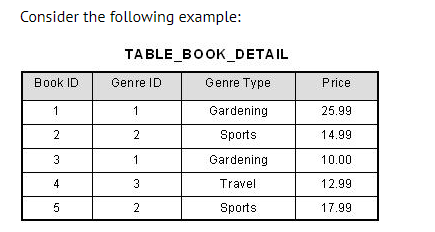 Consider the following example:
TABLE_BOOK_DETAIL
Book ID Genre ID Genre Type Price
1 1 Gardening 25.99
2 2 Sports 14.99
3 1 Gardening 10.00
4 3 Travel 12.99
5 2 Sports 17.99